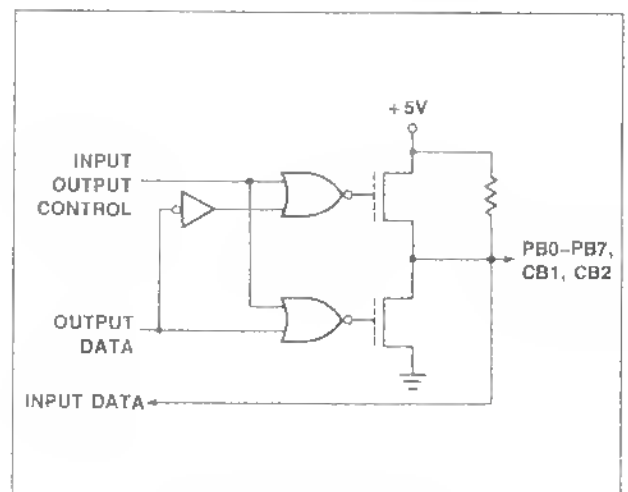 +5V
INPUT
OUTPUT
CONTROL
PB0–PB7,
CB1, CB2
OUTPUT
DATA
INPUT DATA